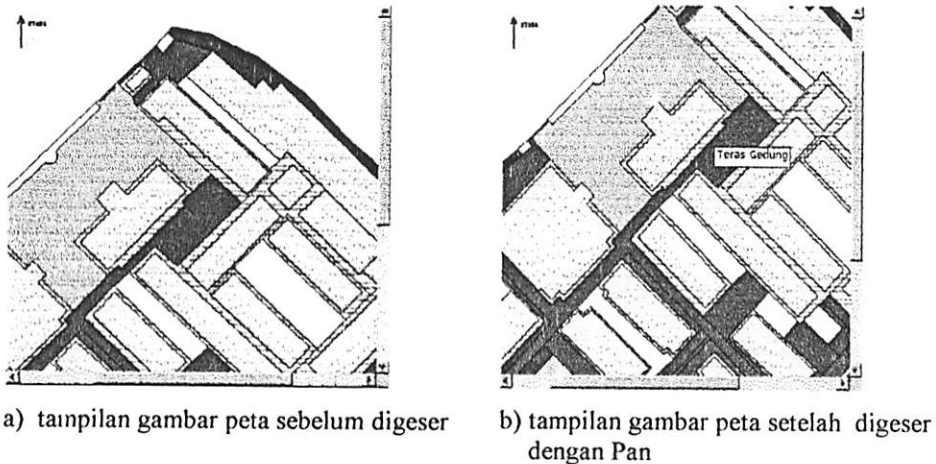 Teras Gedung
a) tampilan gambar peta sebelum digeser
b) tampilan gambar peta setelah digeser
dengan Pan